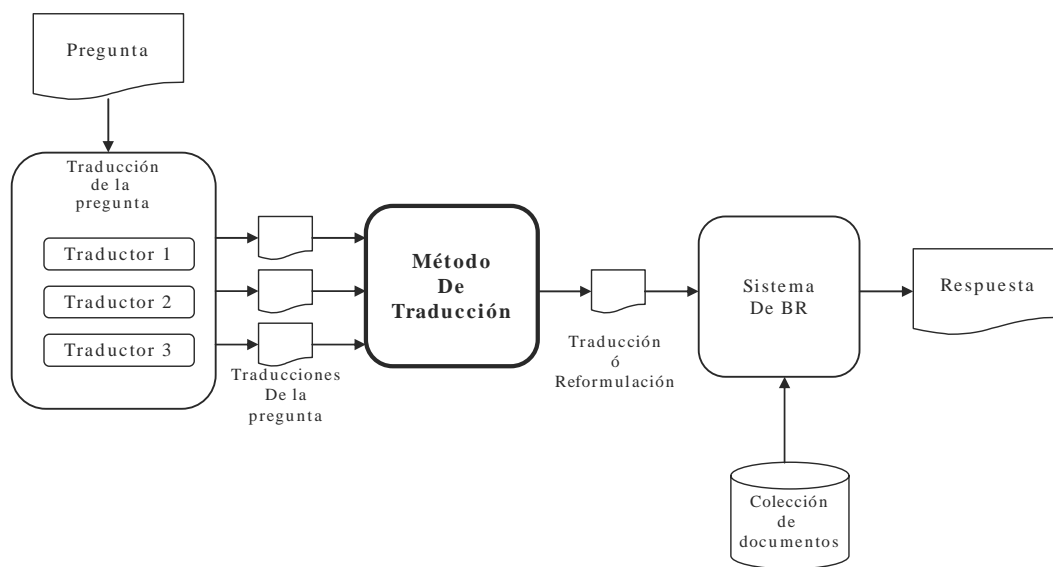 Pregunta
Traducción
de la
pregunta
Traductor 1
Traductor 2
Traductor 3
Traducciones
De la
pregunta
Método
De
Traducción
Traducción
ó
Reformulación
Sistema
De BR
Respuesta
Colección
de
documentos